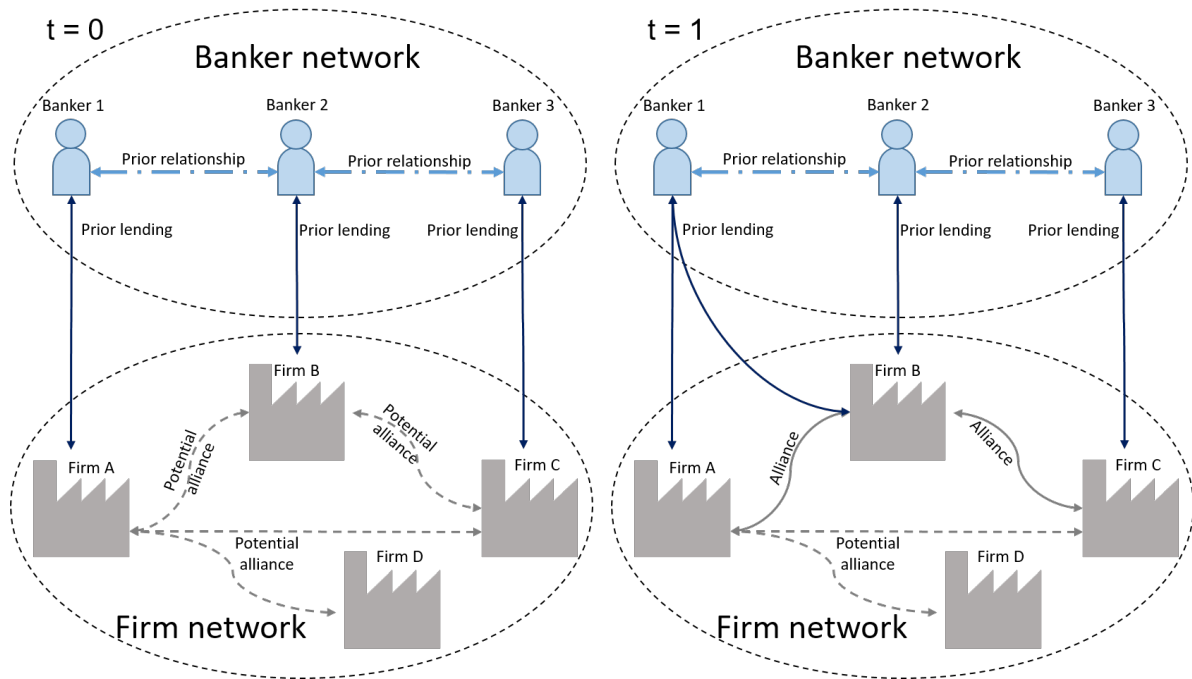 t = 0
Banker network
Banker 1
Banker 2
Banker 3
Prior relationship
Prior relationship
Prior lending
Prior lending
Prior lending
Firm B
Potential
alliance
Potential
alliance
Firm A
Firm C
Potential
alliance
Firm D
Firm network
t = 1
Banker network
Banker 1
Banker 2
Banker 3
Prior relationship
Prior relationship
Prior lending
Prior lending
Prior lending
Firm B
Alliance
Alliance
Firm A
Firm C
Potential
alliance
Firm D
Firm network